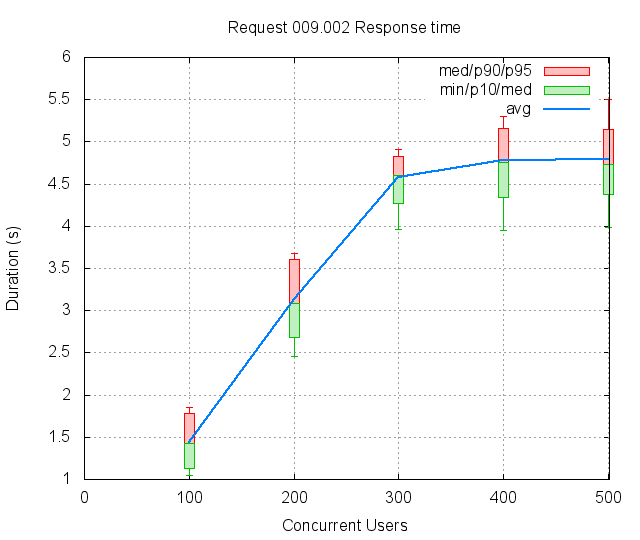 Request 009.002 Response time
med/p90/p95
min/p10/med
avg
6
5.5
5
4.5
4
3.5
3
2.5
2
1.5
1
Duration (s)
0 100 200 300 400 500
Concurrent Users